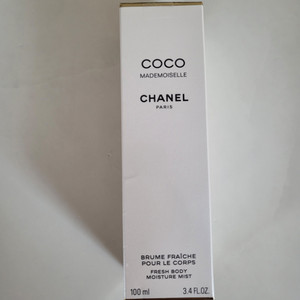 COCO
MADEMOISELLE
CHANEL
PARIS
BRUME FRAÎCHE
POUR LE CORPS
FRESH BODY
MOISTURE MIST
100 ml 3.4 FL.OZ.